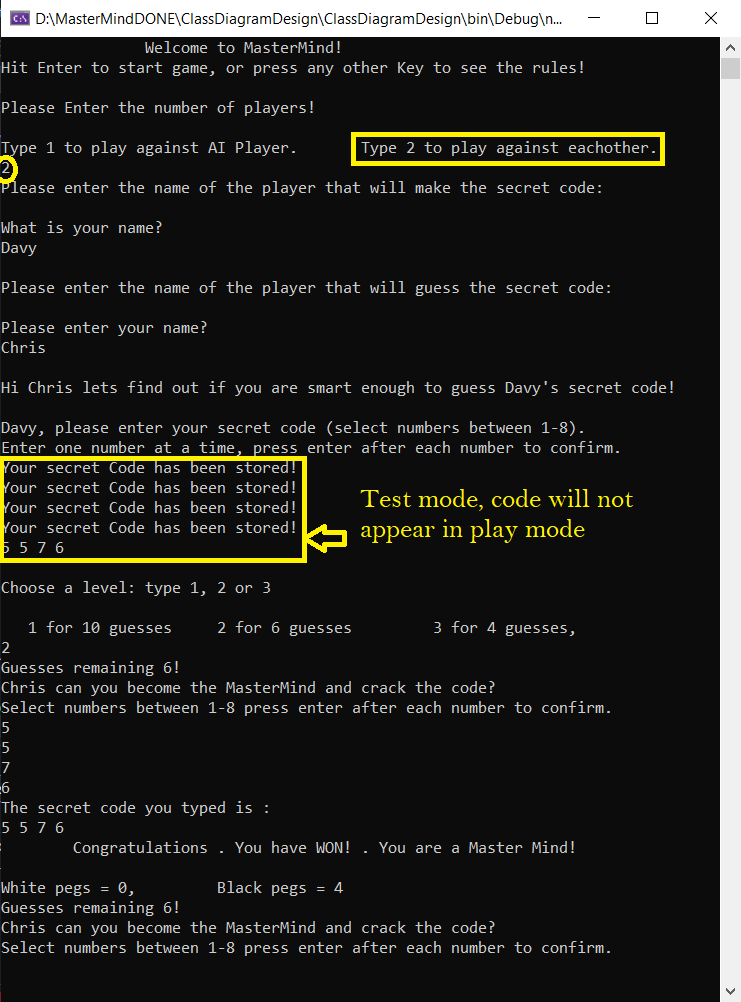 D:\MasterMindDONE\ClassDiagramDesign\ClassDiagramDesign\bin\Debug\n...
Welcome to MasterMind!
Hit Enter to start game, or press any other Key to see the rules!
Please Enter the number of players!
Type 1 to play against AI Player. Type 2 to play against eachother.
2
Please enter the name of the player that will make the secret code:
What is your name?
Davy
Please enter the name of the player that will guess the secret code:
Please enter your name?
Chris
Hi Chris lets find out if you are smart enough to guess Davy's secret code!
Davy, please enter your secret code (select numbers between 1-8).
Enter one number at a time, press enter after each number to confirm.
Your secret Code has been stored!
Your secret Code has been stored!
Your secret Code has been stored!
Your secret Code has been stored!
5 5 7 6
Test mode, code will not
appear in play mode
Choose a level: type 1, 2 or 3
1 for 10 guesses 2 for 6 guesses 3 for 4 guesses,
2
Guesses remaining 6!
Chris can you become the MasterMind and crack the code?
Select numbers between 1-8 press enter after each number to confirm.
5
5
7
6
The secret code you typed is :
5 5 7 6
Congratulations . You have WON! . You are a Master Mind!
White pegs = 0, Black pegs = 4
Guesses remaining 6!
Chris can you become the MasterMind and crack the code?
Select numbers between 1-8 press enter after each number to confirm.